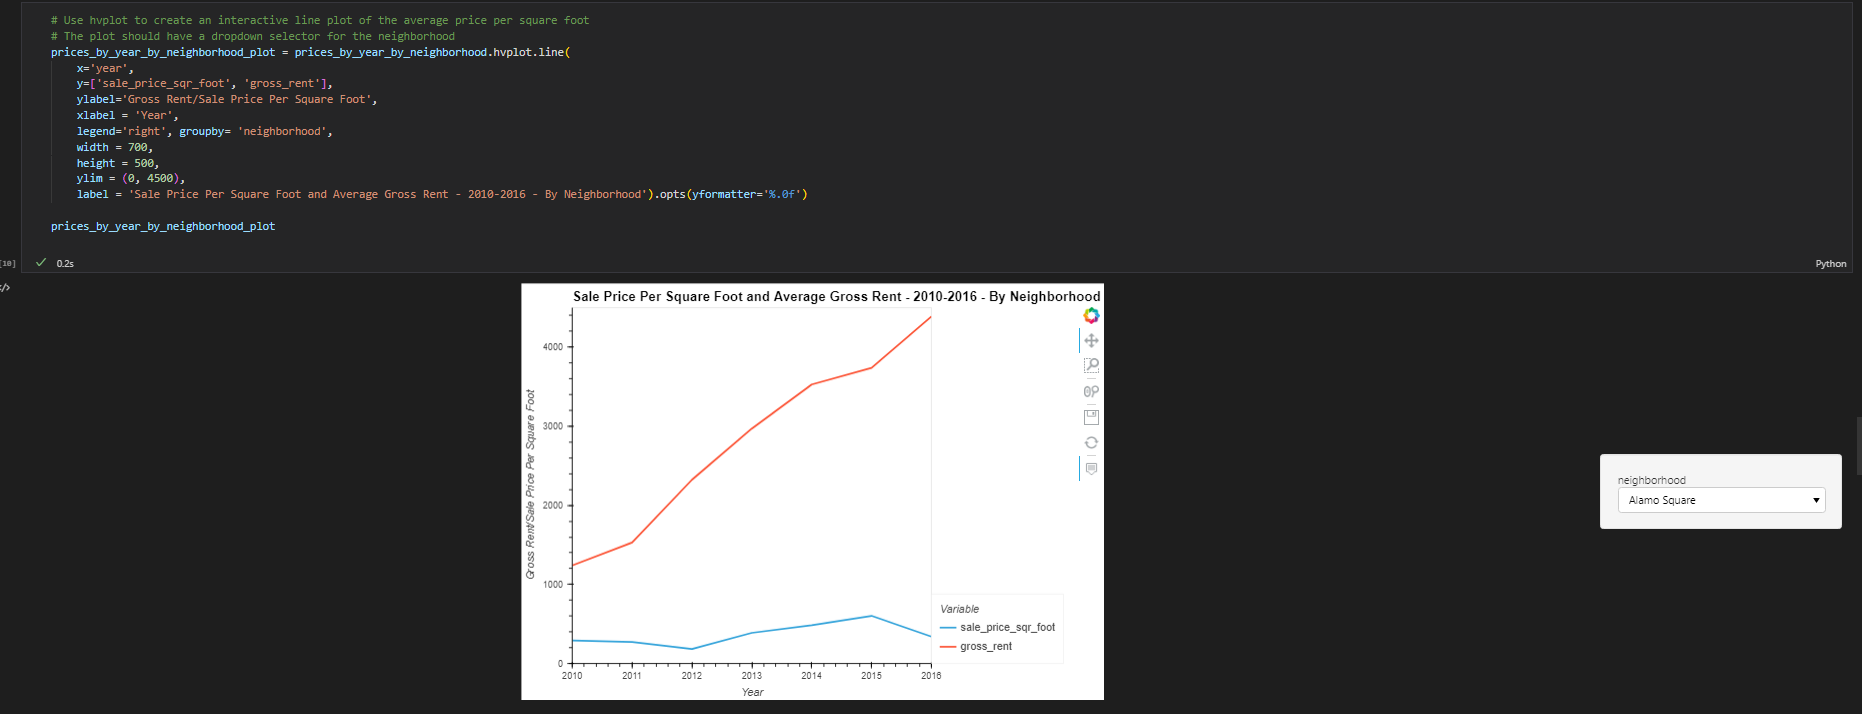 # Use hvplot to create an interactive line plot of the average price per square foot
# The plot should have a dropdown selector for the neighborhood
prices_by_year_by_neighborhood_plot = prices_by_year_by_neighborhood.hvplot.line(
x='year',
y=['sale_price_sqr_foot', 'gross_rent'],
ylabel='Gross Rent/Sale Price Per Square Foot',
xlabel = 'Year',
legend='right', groupby= 'neighborhood',
width = 700,
height = 500,
ylim = (0, 4500),
label = 'Sale Price Per Square Foot and Average Gross Rent - 2010-2016 - By Neighborhood').opts(yformatter='%.0f')
prices_by_year_by_neighborhood_plot
[10]
0.2s
Python
Sale Price Per Square Foot and Average Gross Rent - 2010-2016 - By Neighborhood
Gross Rent/Sale Price Per Square Foot
4000
3000
2000
1000
0
2010 2011 2012 2013 2014 2015 2016
Year
Variable
sale_price_sqr_foot
gross_rent
neighborhood
Alamo Square